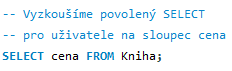 -- Vyzkoušíme povolený SELECT
-- pro uživatele na sloupec cena
SELECT cena FROM Kniha;